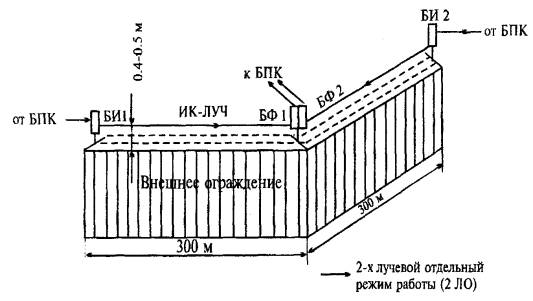 БИ 2
от БПК
0.4-0.5 м
к БПК
БФ 2
от БПК
БИ1
ИК-ЛУЧ
БФ 1
Внешнее ограждение
300 м
300 м
2-х лучевой отдельный
режим работы (2 ЛО)